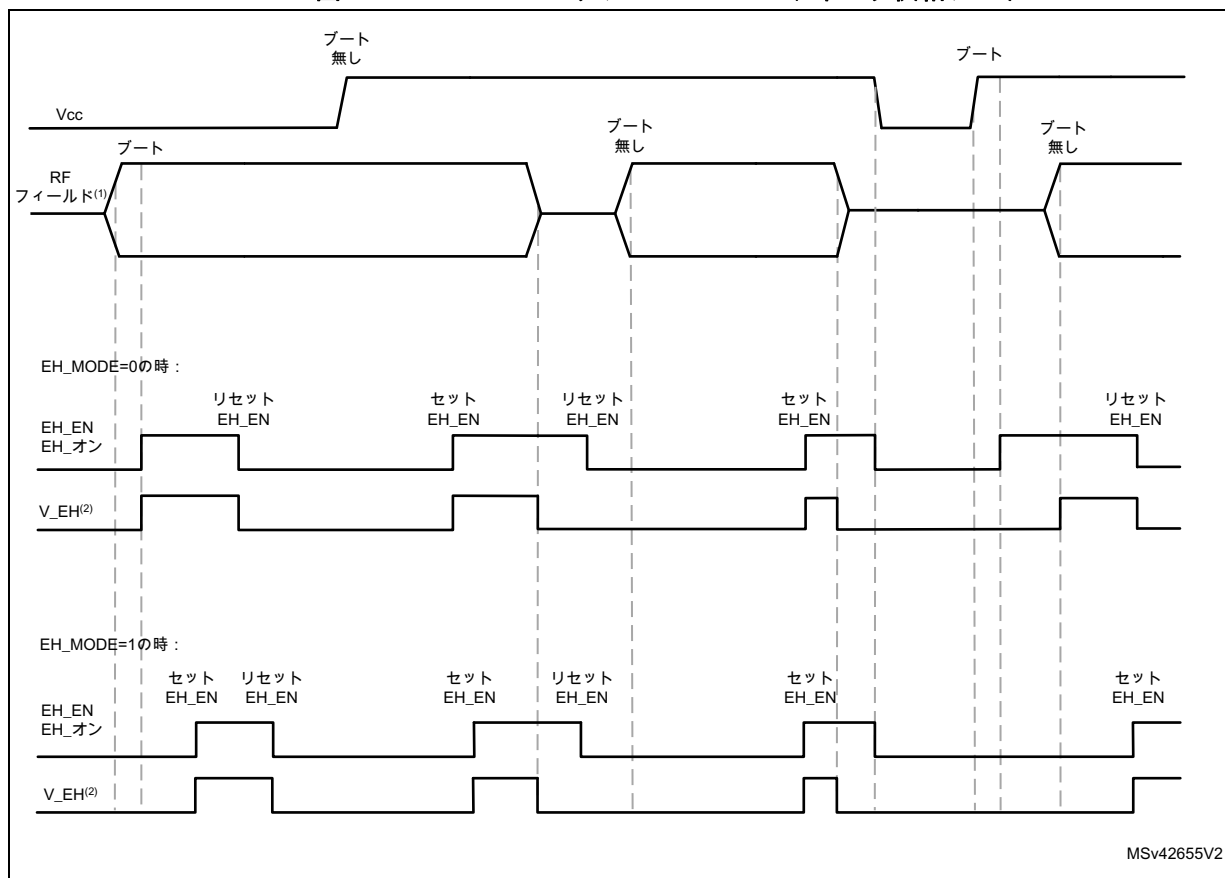 ブート
無し
ブート
Vcc
ブート
ブート
無し
ブート
無し
RF
フィールド(1)
EH_MODE=0の時：
リセット
EH_EN
セット
EH_EN
リセット
EH_EN
セット
EH_EN
リセット
EH_EN
EH_EN
EH_オン
V_EH(2)
EH_MODE=1の時：
セット
EH_EN
リセット
EH_EN
セット
EH_EN
リセット
EH_EN
セット
EH_EN
セット
EH_EN
EH_EN
EH_オン
V_EH(2)
MSv42655V2